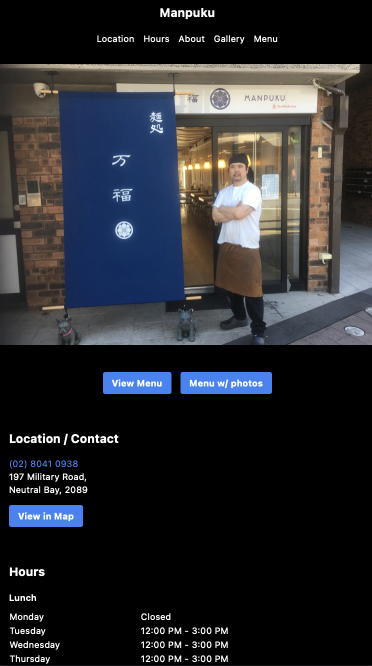 Manpuku
Location Hours About Gallery Menu
麺処
万福
福
MANPUKU
View Menu
Menu w/ photos
Location / Contact
(02) 8041 0938
197 Military Road,
Neutral Bay, 2089
View in Map
Hours
Lunch
Monday Closed
Tuesday 12:00 PM - 3:00 PM
Wednesday 12:00 PM - 3:00 PM
Thursday 12:00 PM - 3:00 PM